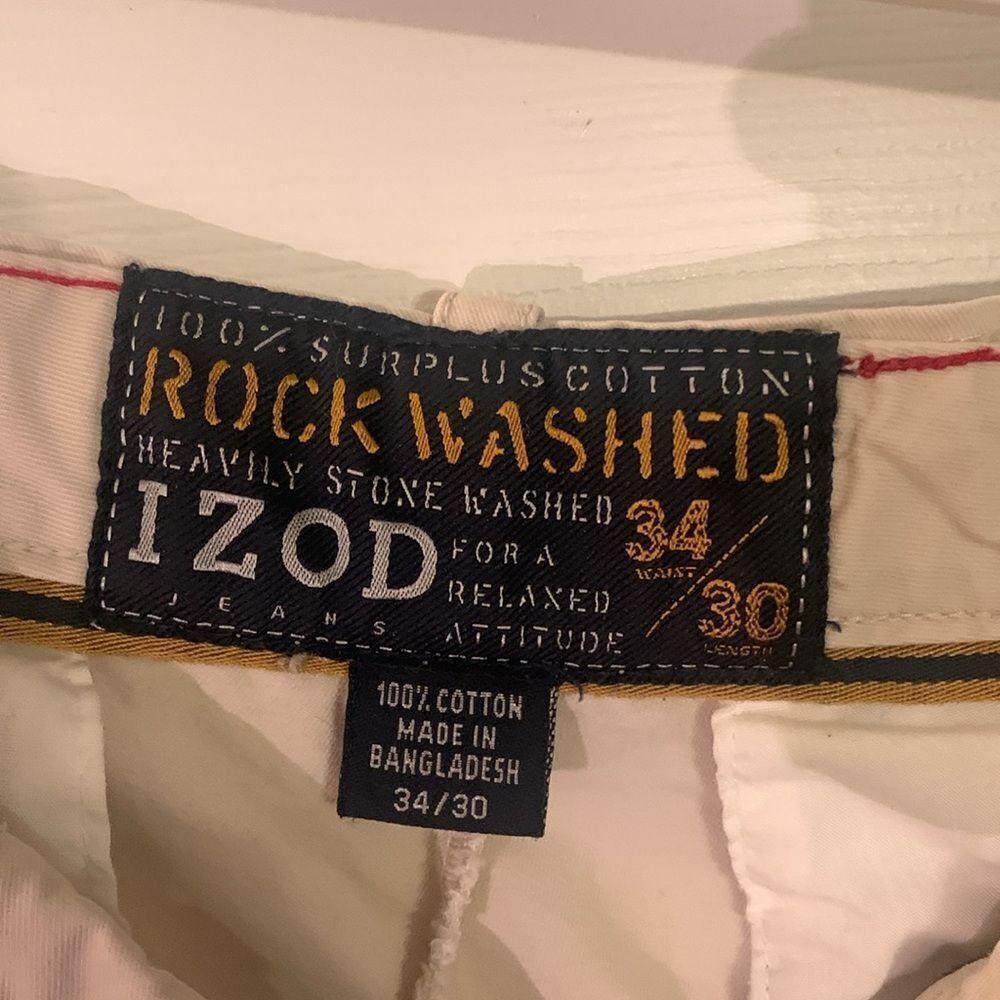 100% SURPLUS COTTON
ROCK WASHED
HEAVILY STONE WASHED
IZOD
JEANS
FOR A
RELAXED
ATTITUDE
34
WAIST
30
LENGTH
100% COTTON
MADE IN
BANGLADESH
34/30